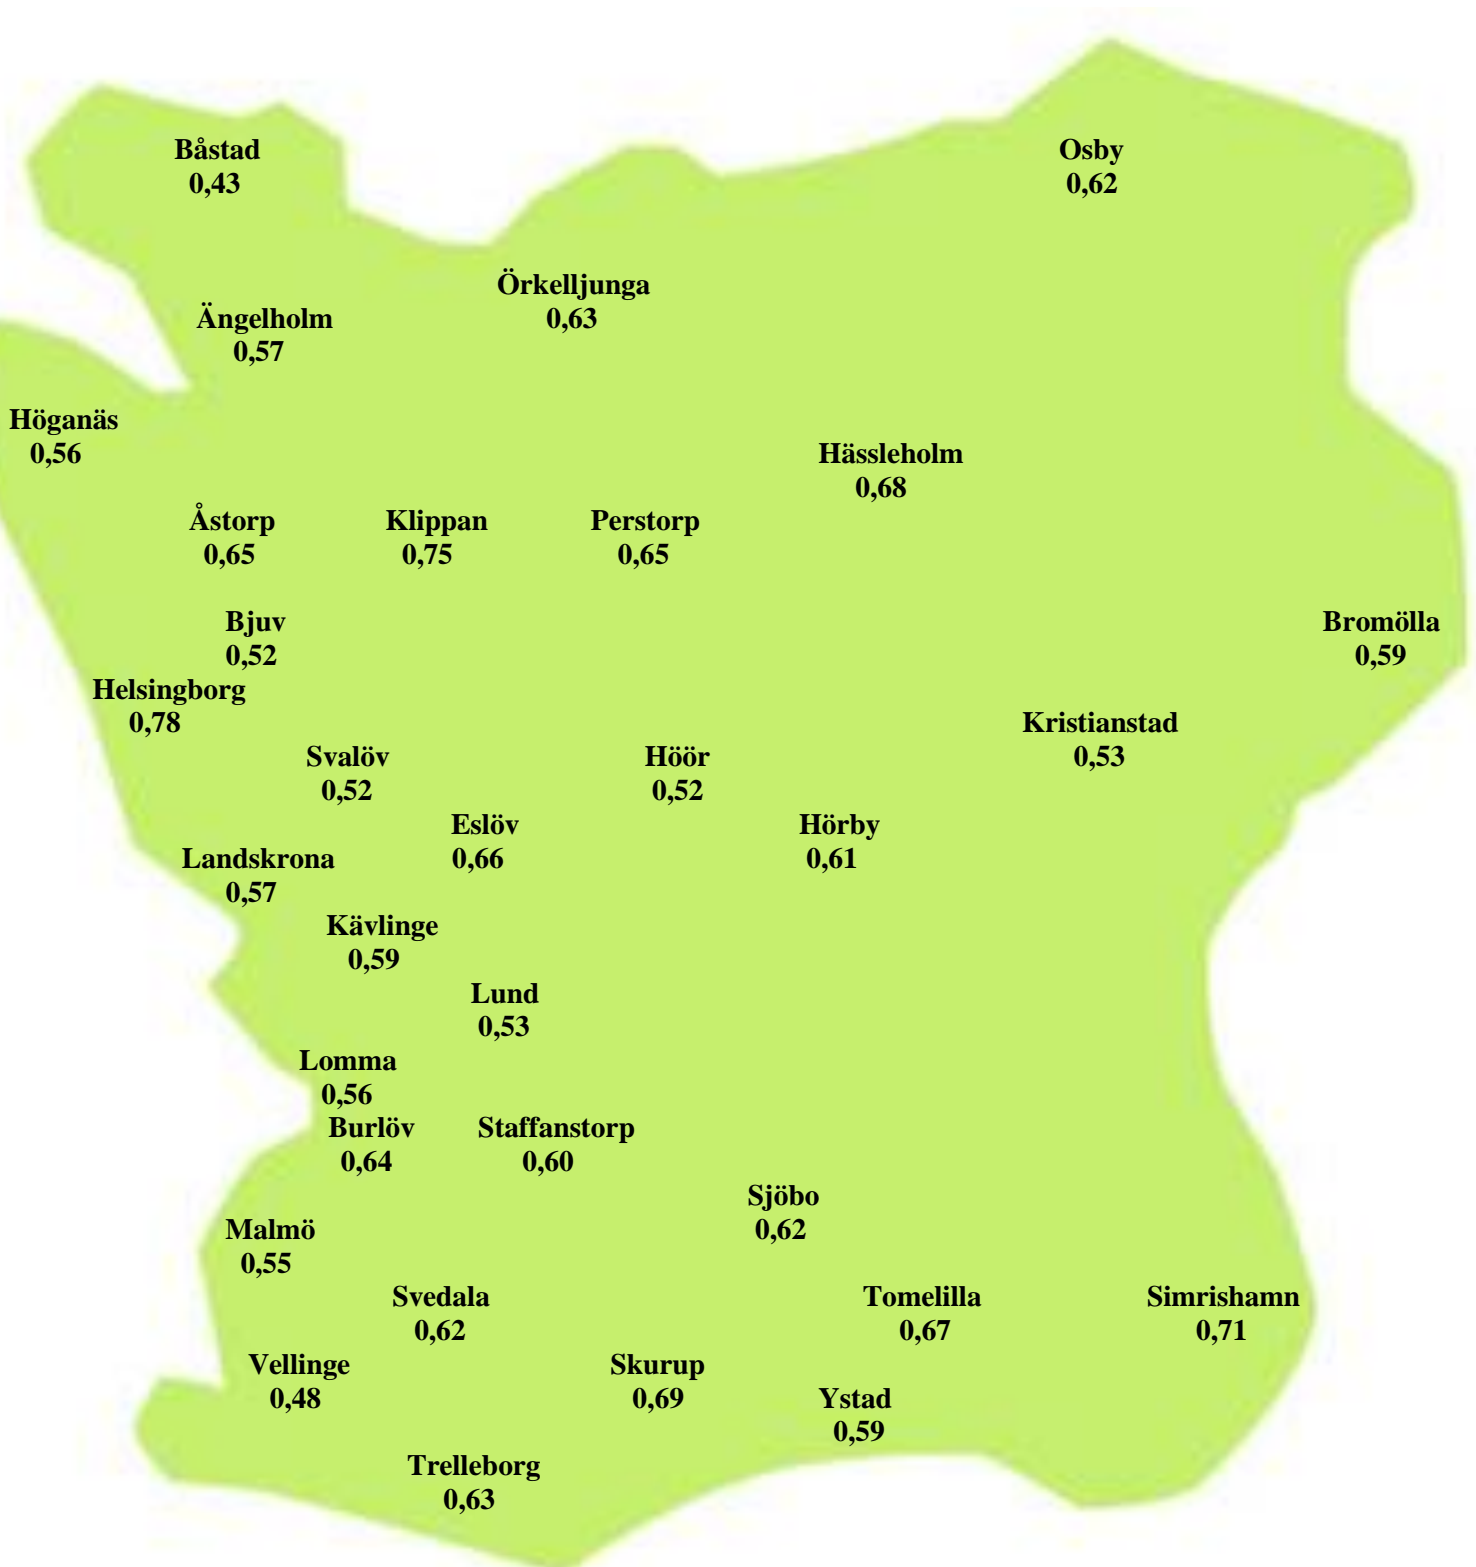 Båstad
0,43
Osby
0,62
Örkelljunga
0,63
Ängelholm
0,57
Höganäs
0,56
Hässleholm
0,68
Åstorp
0,65
Klippan
0,75
Perstorp
0,65
Bjuv
0,52
Bromölla
0,59
Helsingborg
0,78
Kristianstad
0,53
Svalöv
0,52
Höör
0,52
Eslöv
0,66
Hörby
0,61
Landskrona
0,57
Kävlinge
0,59
Lund
0,53
Lomma
0,56
Burlöv
0,64
Staffanstorp
0,60
Sjöbo
0,62
Malmö
0,55
Svedala
0,62
Tomelilla
0,67
Simrishamn
0,71
Vellinge
0,48
Skurup
0,69
Ystad
0,59
Trelleborg
0,63